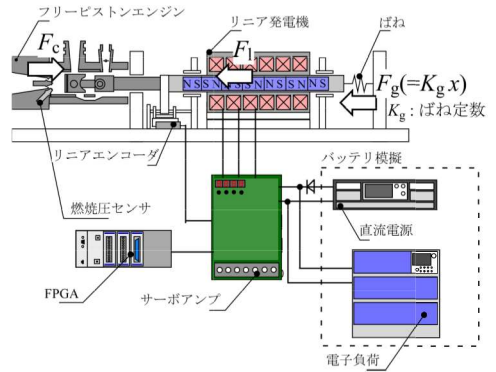 フリーピストンエンジン
リニア発電機
ばね
Fc
Fl
Fg(=Kg x)
Kg : ばね定数
N S S N N S S N N S N S
リニアエンコーダ
バッテリ模擬
燃焼圧センサ
直流電源
FPGA
サーボアンプ
電子負荷